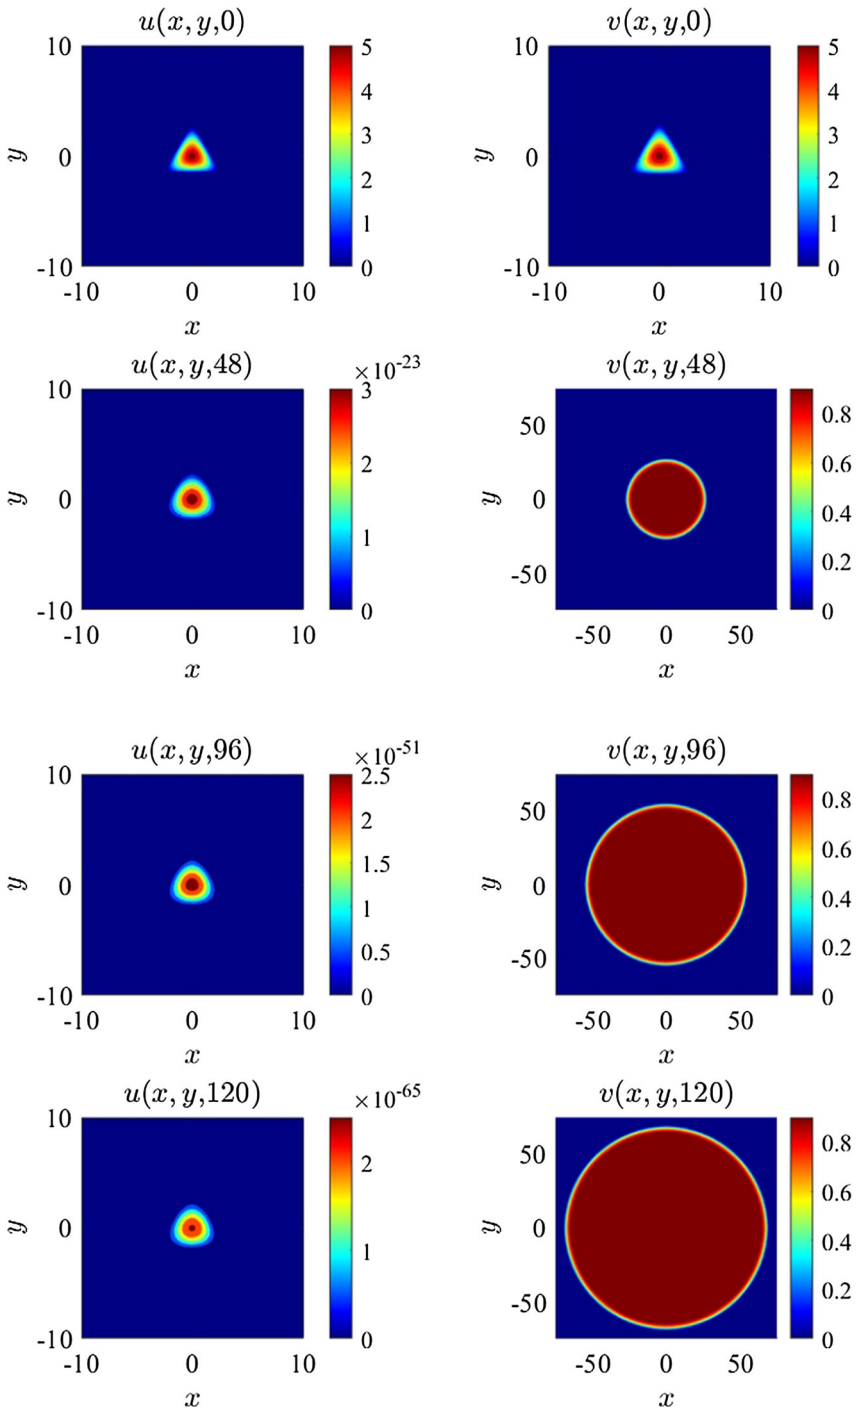 u(x, y,0)
10
0
-10
y
-10 0 10
x
5
4
3
2
1
0
v(x, y,0)
10
0
-10
y
-10 0 10
x
5
4
3
2
1
0
u(x, y,48)
×10-23
10
0
-10
y
-10 0 10
x
3
2
1
0
v(x, y,48)
50
0
-50
y
-50 0 50
x
0.8
0.6
0.4
0.2
0
u(x, y,96)
×10-51
10
0
-10
y
-10 0 10
x
2.5
2
1.5
1
0.5
0
v(x, y,96)
50
0
-50
y
-50 0 50
x
0.8
0.6
0.4
0.2
0
u(x, y,120)
×10-65
10
0
-10
y
-10 0 10
x
2
1
0
v(x, y,120)
50
0
-50
y
-50 0 50
x
0.8
0.6
0.4
0.2
0